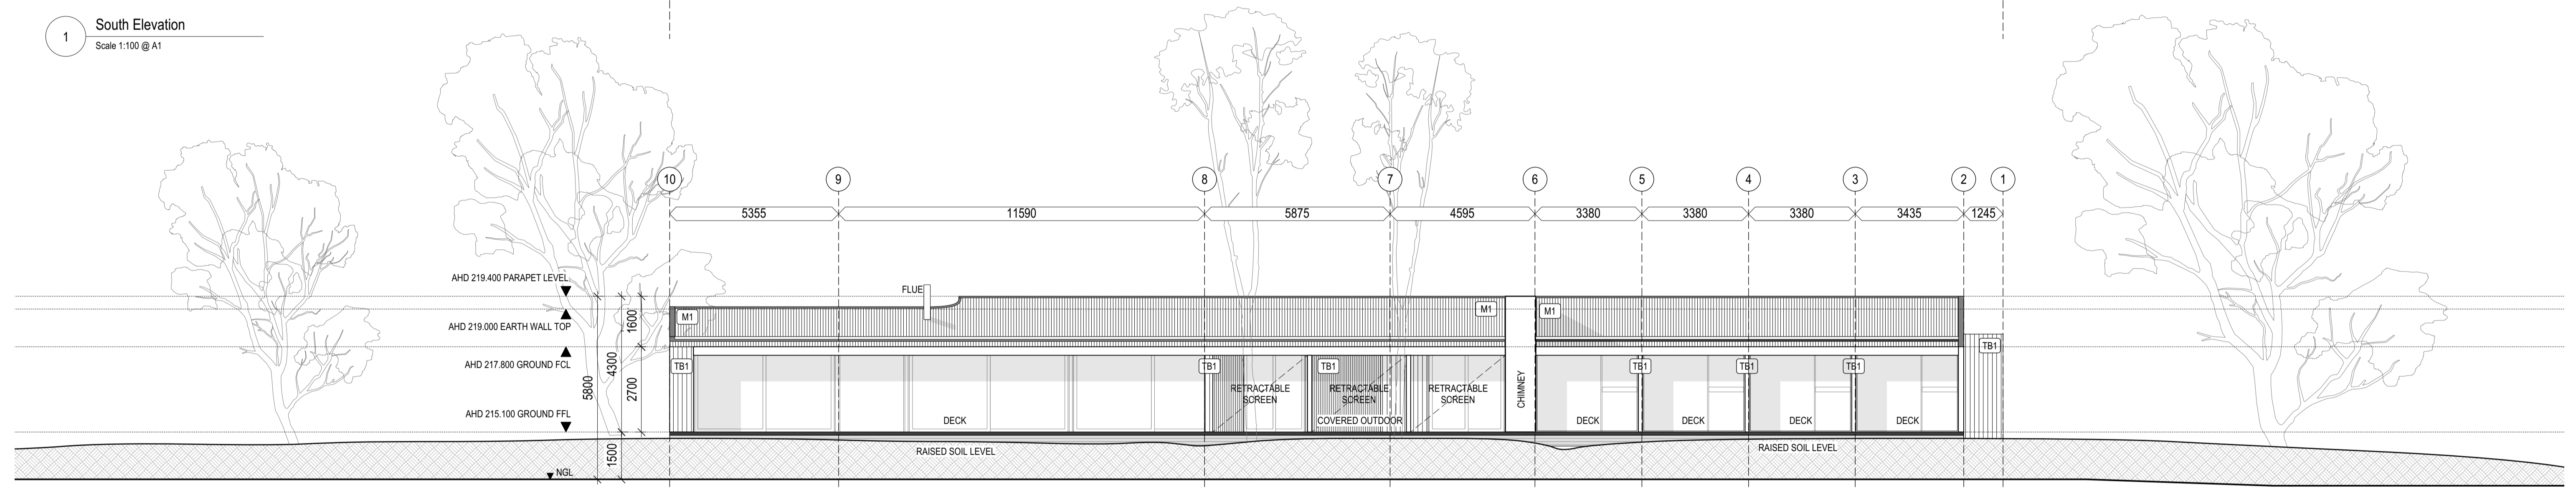 1
South Elevation
Scale 1:100 @ A1
10 9 8 7 6 5 4 3 2 1
5355 11590 5875 4595 3380 3380 3380 3435 1245
AHD 219.400 PARAPET LEVEL
FLUE
M1 M1 M1
AHD 219.000 EARTH WALL TOP
1600
TB1
AHD 217.800 GROUND FCL
4300
TB1 TB1 TB1 TB1 TB1 TB1
5800
2700
RETRACTABLE
SCREEN
RETRACTABLE
SCREEN
RETRACTABLE
SCREEN
CHIMNEY
AHD 215.100 GROUND FFL
DECK
COVERED OUTDOOR
DECK DECK DECK DECK
1500
RAISED SOIL LEVEL
RAISED SOIL LEVEL
NGL